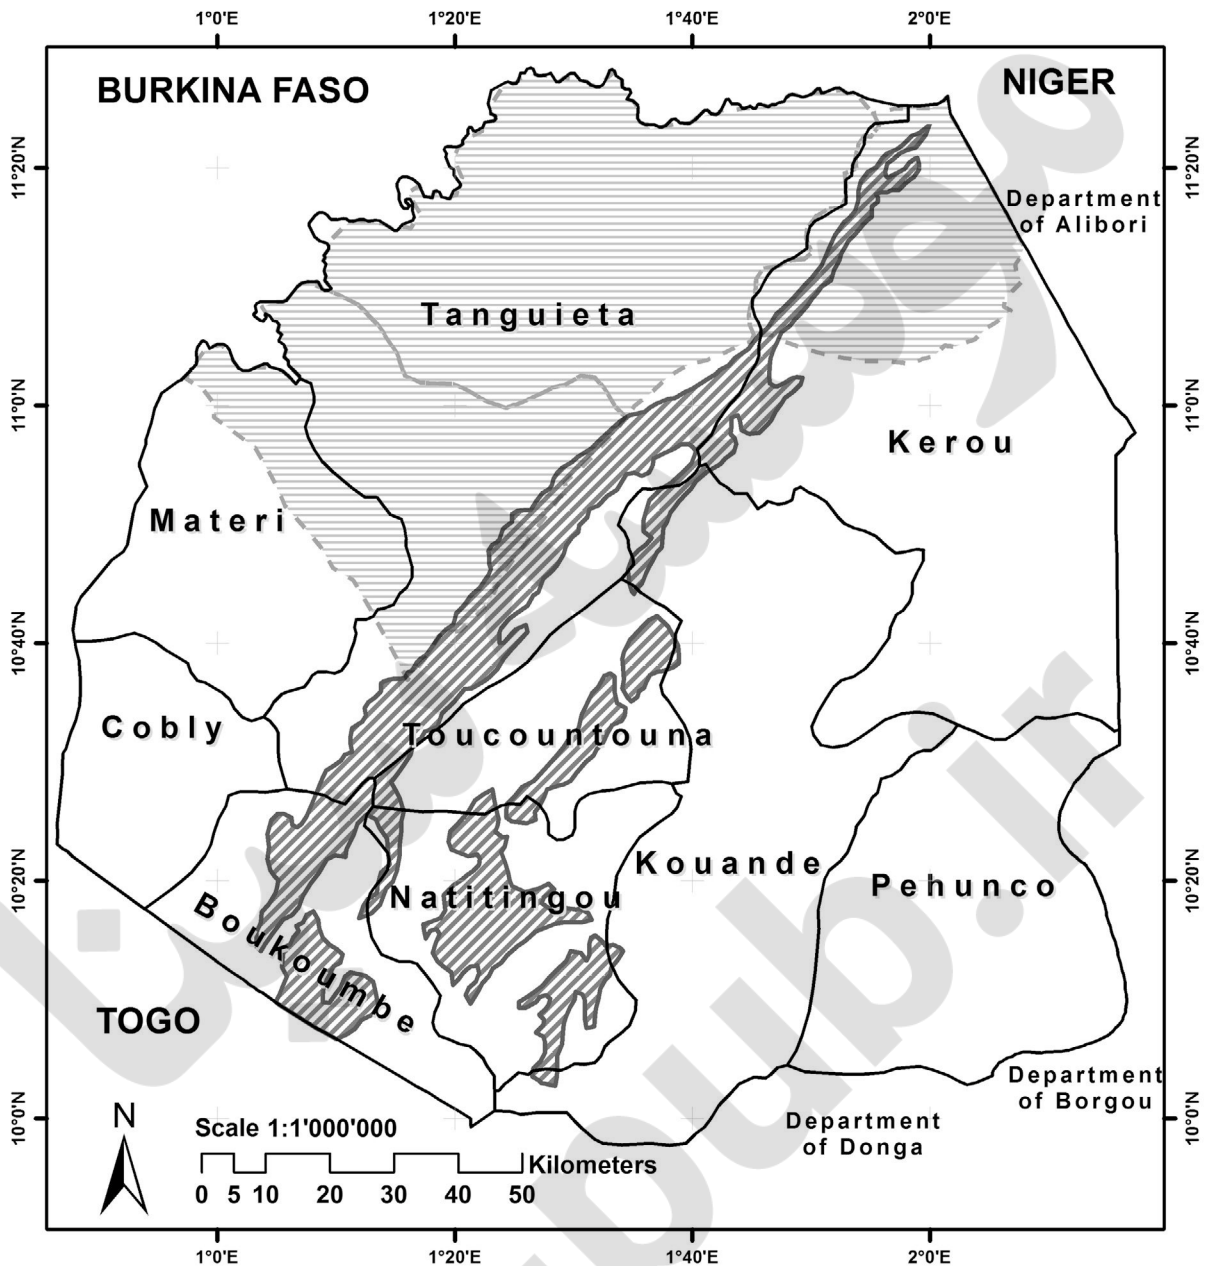 1°0'E 1°20'E 1°40'E 2°0'E
BURKINA FASO
NIGER
11°20'N
11°20'N
Department
of Alibori
Tanguieta
11°0'N
11°0'N
Kerou
Materi
10°40'N
10°40'N
Cobly
Toucountouna
Kouande
Pehunco
10°20'N
10°20'N
Natitingou
Boukoumbe
TOGO
Department
of Borgou
N
10°0'N
10°0'N
Department
of Donga
Scale 1:1'000'000
Kilometers
0 5 10 20 30 40 50
1°0'E 1°20'E 1°40'E 2°0'E
pub.ir